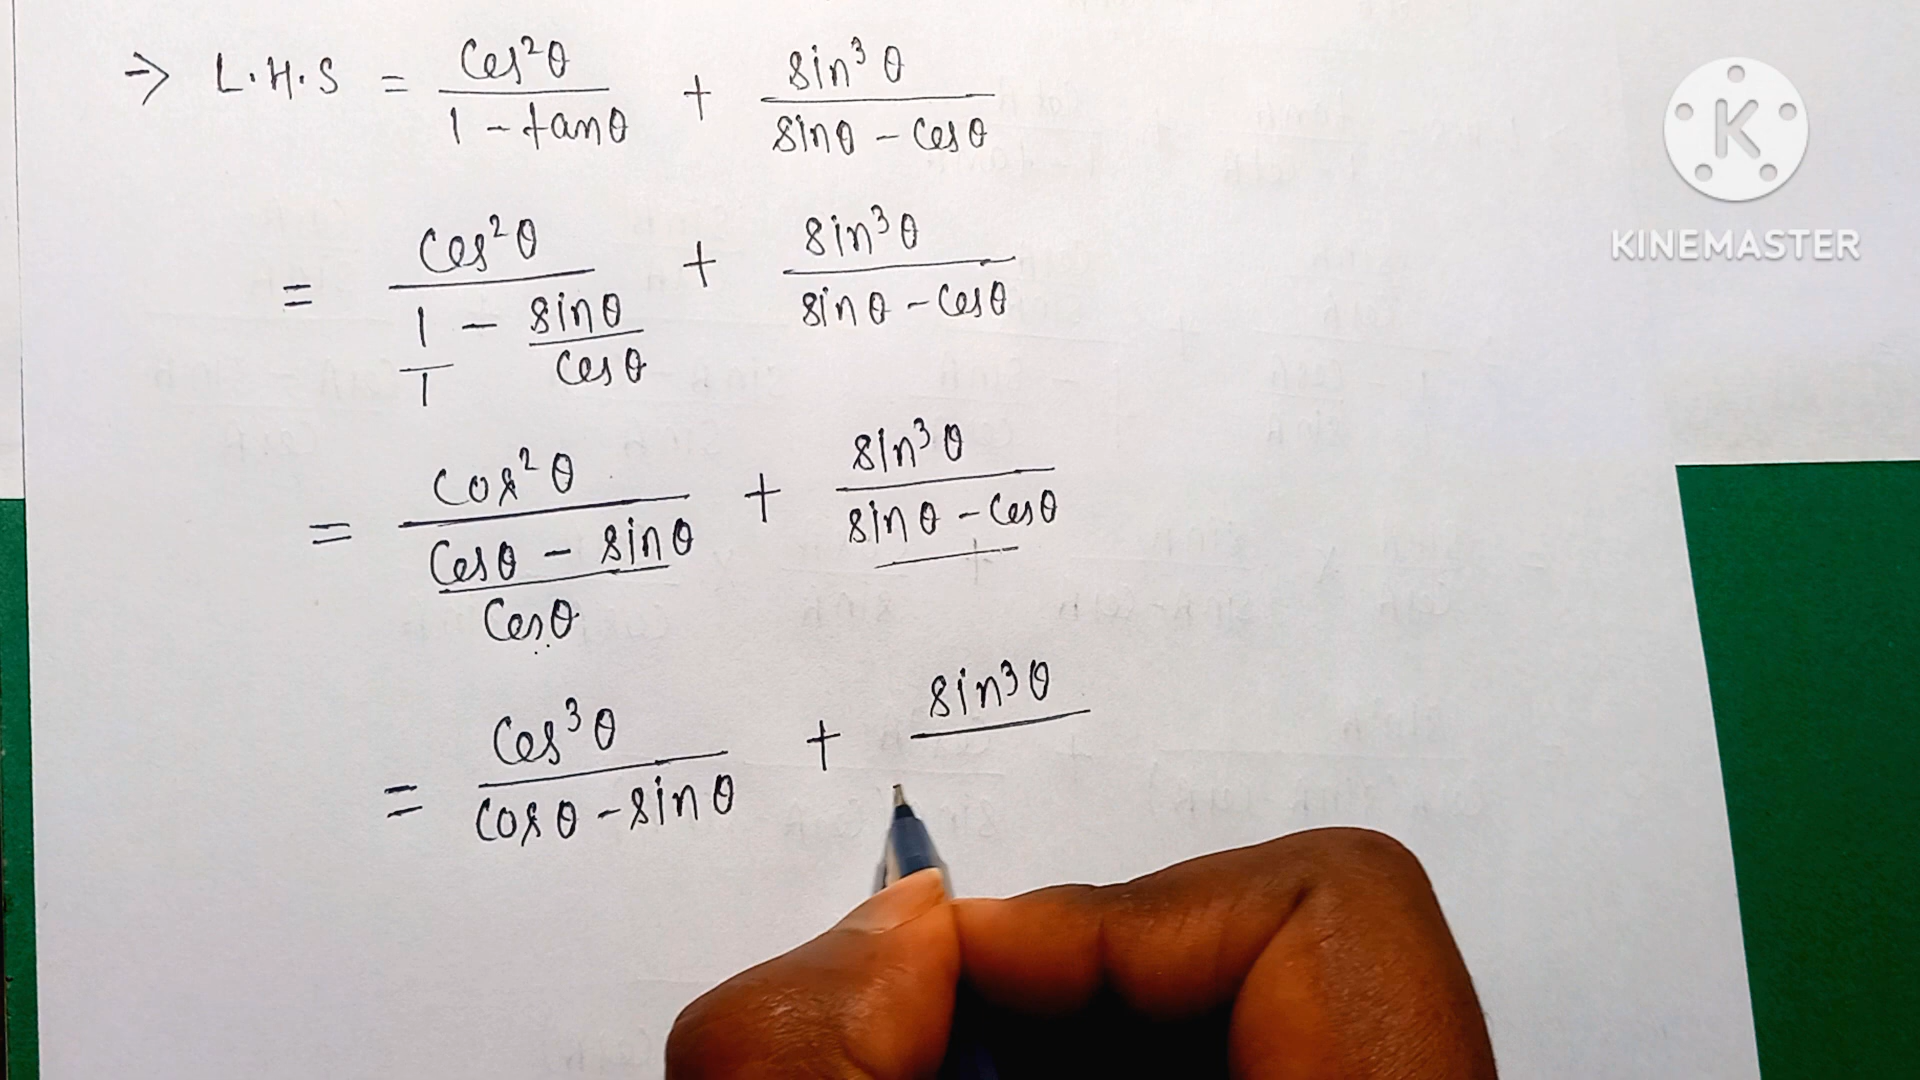 → L.H.S = cos²θ / 1 - tanθ + sin³θ / sinθ - cosθ
= cos²θ / 1/1 - sinθ/cosθ + sin³θ / sinθ - cosθ
= cos²θ / cosθ - sinθ / cosθ + sin³θ / sinθ - cosθ
= cos³θ / cosθ - sinθ + sin³θ /
K
KINEMASTER